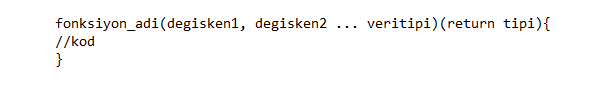 fonksiyon_adi(degisken1, degisken2 ... veritipi)(return tipi){
//kod
}